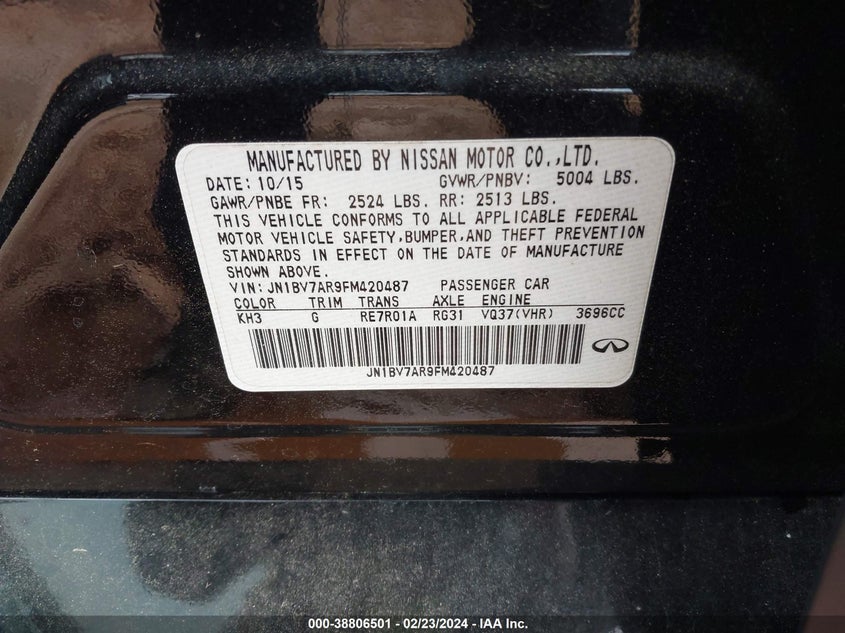 MANUFACTURED BY NISSAN MOTOR CO.,LTD.
DATE: 10/15 GVWR/PNBV: 5004 LBS.
GAWR/PNBE FR: 2524 LBS. RR: 2513 LBS.
THIS VEHICLE CONFORMS TO ALL APPLICABLE FEDERAL
MOTOR VEHICLE SAFETY,BUMPER,AND THEFT PREVENTION
STANDARDS IN EFFECT ON THE DATE OF MANUFACTURE
SHOWN ABOVE.
VIN: JN1BV7AR9FM420487 PASSENGER CAR
COLOR TRIM TRANS AXLE ENGINE
KH3 G RE7R01A RG31 VQ37(VHR) 3696CC
JN1BV7AR9FM420487
000-38806501 - 02/23/2024 - IAA Inc.